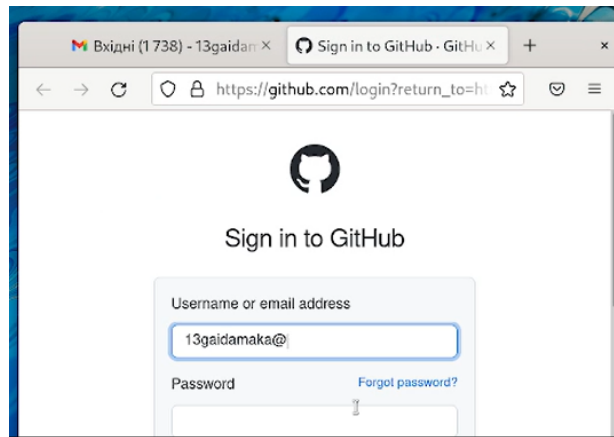 Вхідні (1 738) - 13gaidam
Sign in to GitHub · GitHu
https://github.com/login?return_to=ht
Sign in to GitHub
Username or email address
13gaidamaka@
Password
Forgot password?